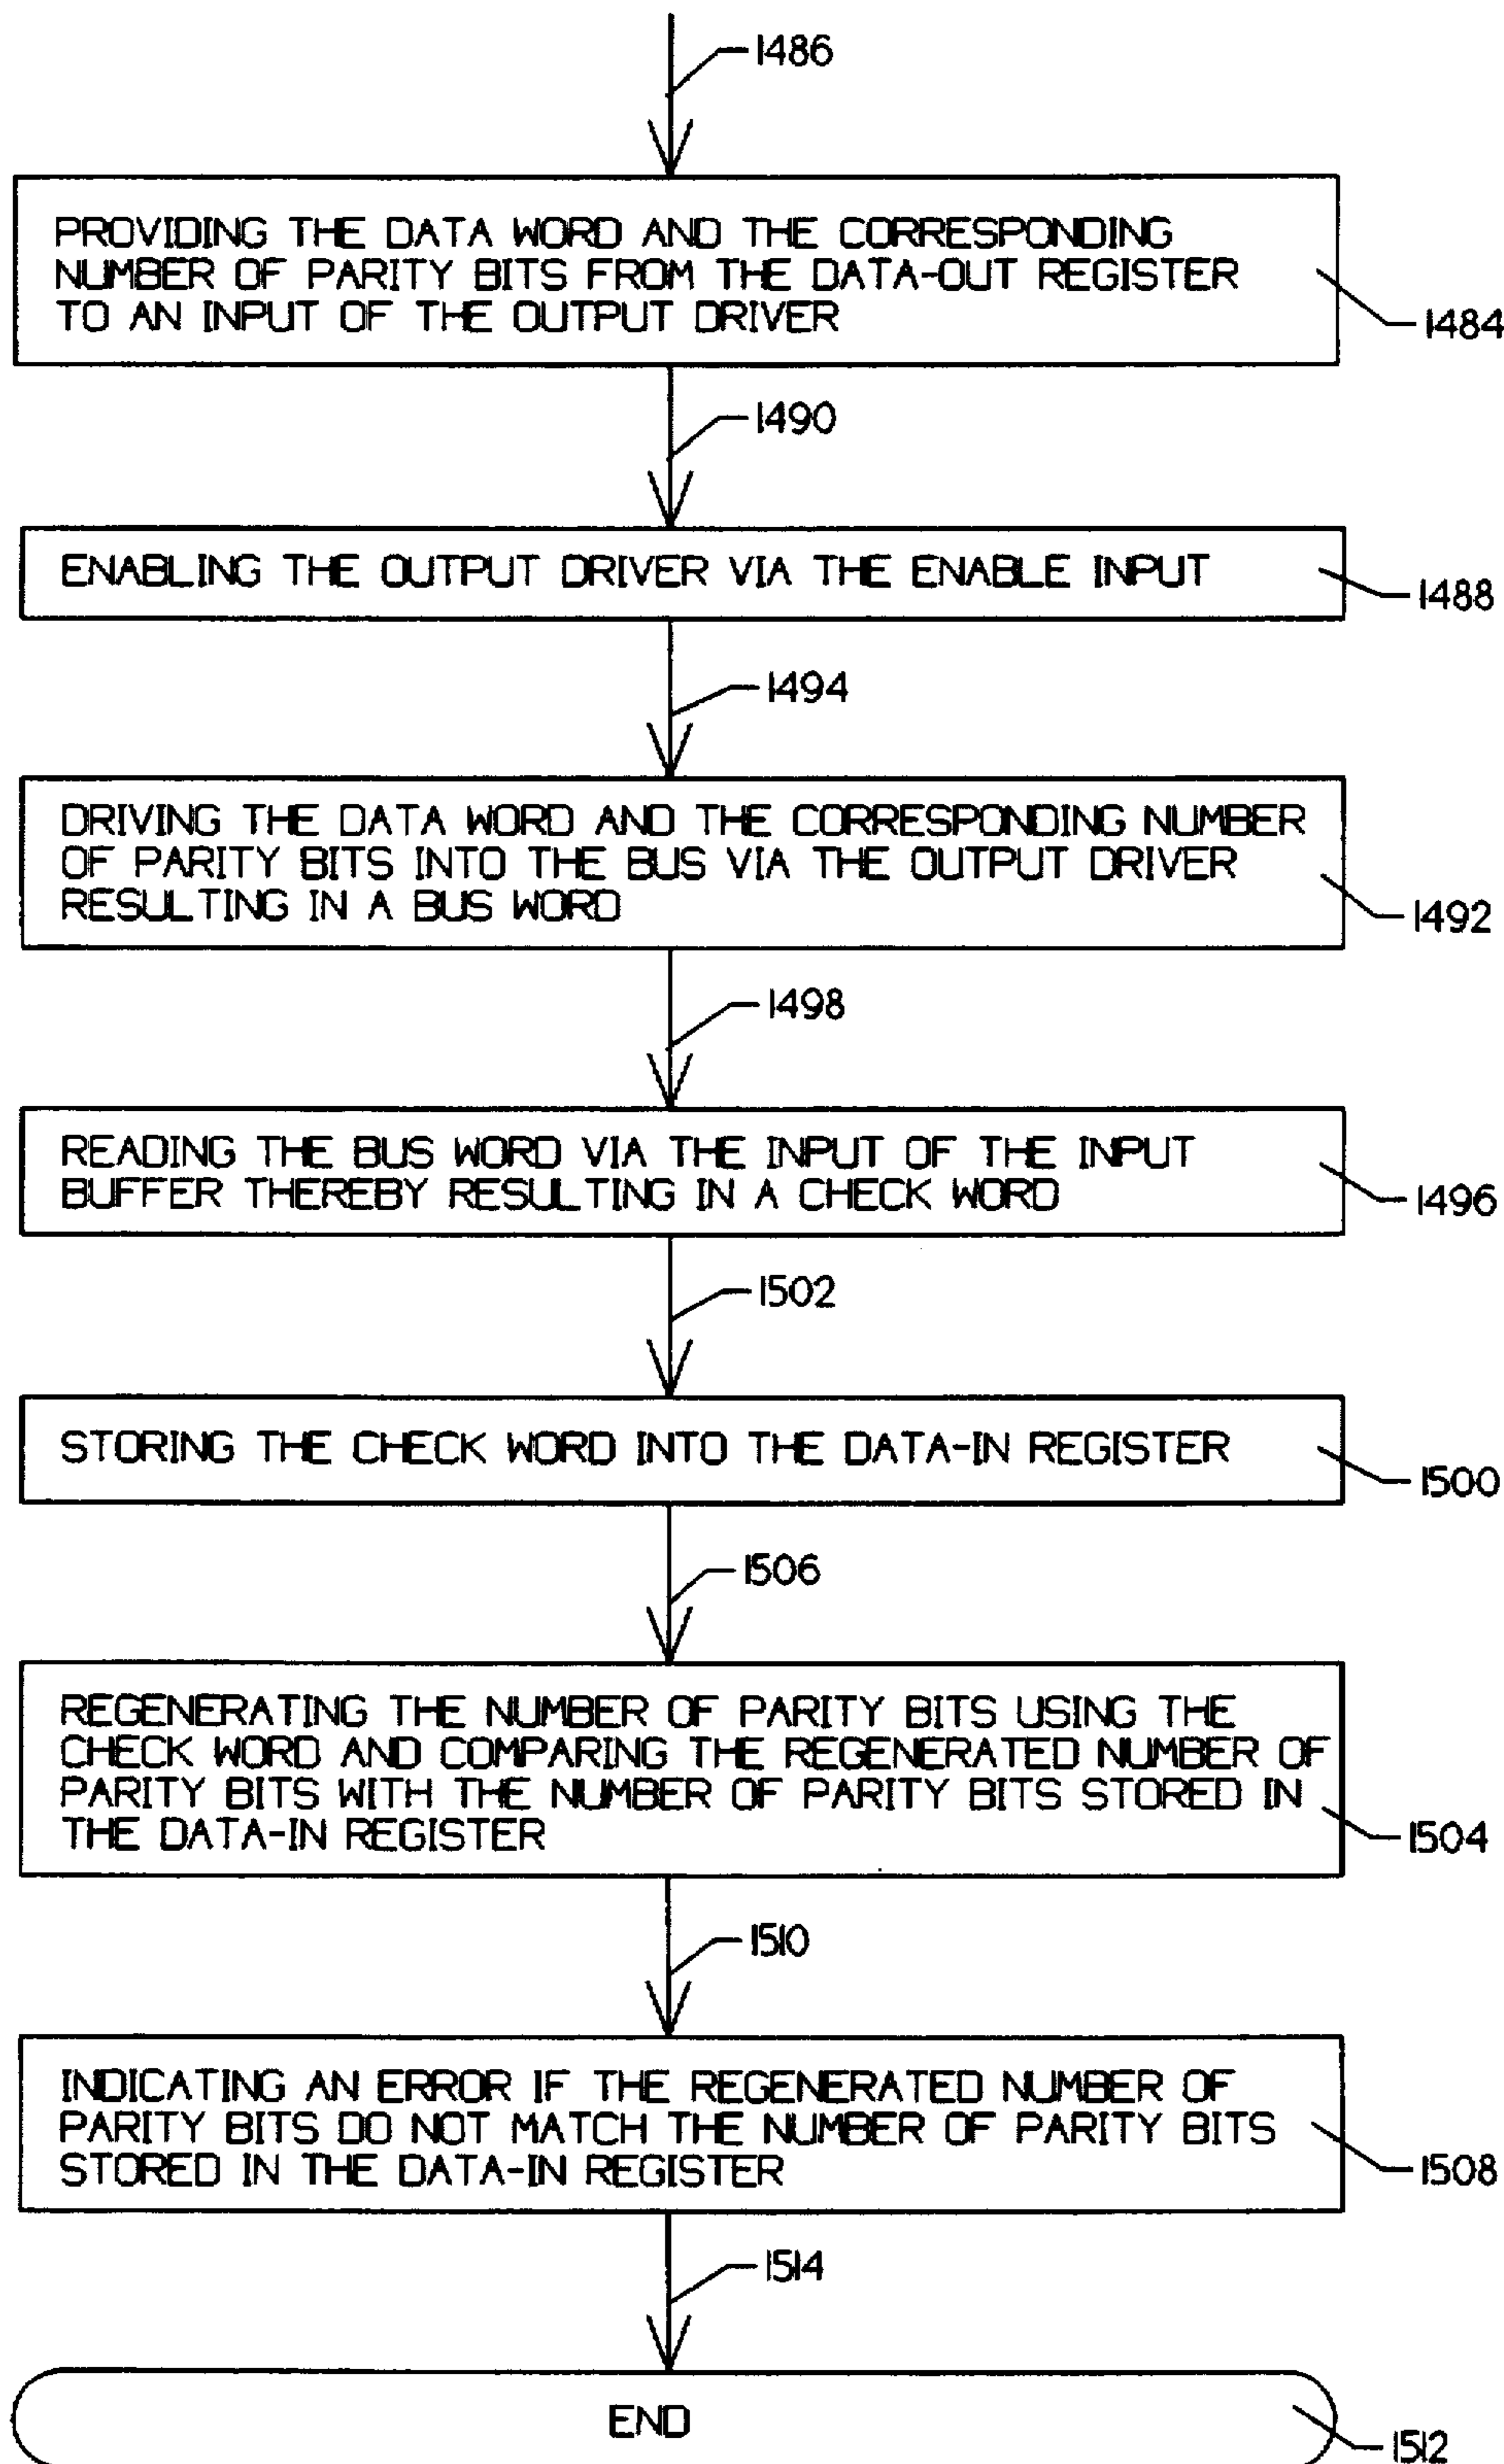 1486
PROVIDING THE DATA WORD AND THE CORRESPONDING
NUMBER OF PARITY BITS FROM THE DATA-OUT REGISTER
TO AN INPUT OF THE OUTPUT DRIVER
1484
1490
ENABLING THE OUTPUT DRIVER VIA THE ENABLE INPUT
1488
1494
DRIVING THE DATA WORD AND THE CORRESPONDING NUMBER
OF PARITY BITS INTO THE BUS VIA THE OUTPUT DRIVER
RESULTING IN A BUS WORD
1492
1498
READING THE BUS WORD VIA THE INPUT OF THE INPUT
BUFFER THEREBY RESULTING IN A CHECK WORD
1496
1502
STORING THE CHECK WORD INTO THE DATA-IN REGISTER
1500
1506
REGENERATING THE NUMBER OF PARITY BITS USING THE
CHECK WORD AND COMPARING THE REGENERATED NUMBER OF
PARITY BITS WITH THE NUMBER OF PARITY BITS STORED IN
THE DATA-IN REGISTER
1504
1510
INDICATING AN ERROR IF THE REGENERATED NUMBER OF
PARITY BITS DO NOT MATCH THE NUMBER OF PARITY BITS
STORED IN THE DATA-IN REGISTER
1508
1514
END
1512